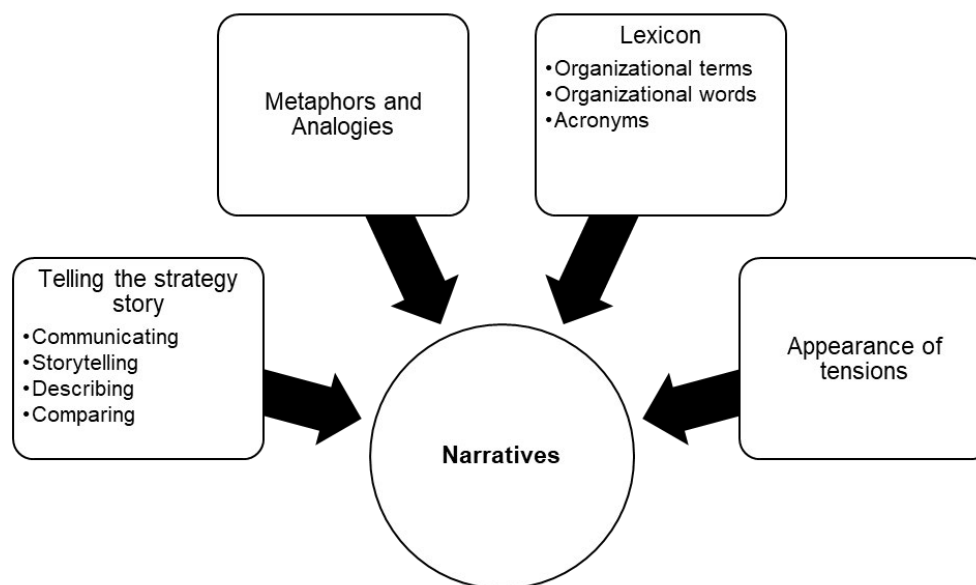 Metaphors and
Analogies
Lexicon
•Organizational terms
•Organizational words
•Acronyms
Telling the strategy
story
•Communicating
•Storytelling
•Describing
•Comparing
Appearance of
tensions
Narratives